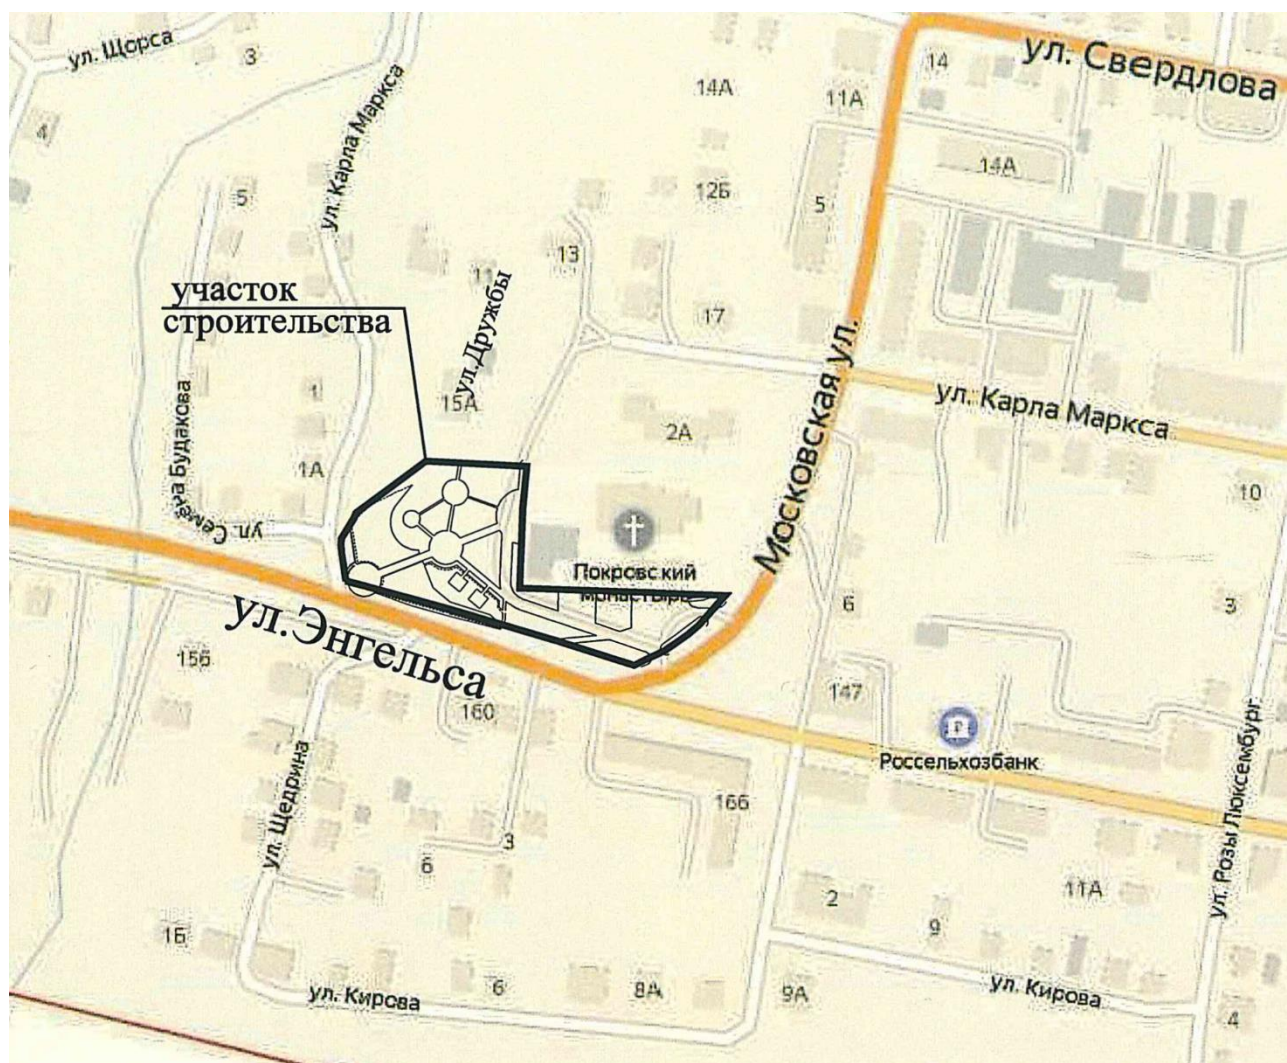 ул. Щорса
3
4
ул. Карла Маркса
14А
11А
14
ул. Свердлова
5
12Б
5
14А
13
11
участок
строительства
ул.Дружбы
17
Московская ул.
ул. Карла Маркса
1
15А
2А
ул. Семена Будакова
1А
10
Покровский
монастырь
6
3
ул.Энгельса
156
160
147
Россельхозбанк
ул. Щедрина
166
ул. Розы Люксембург
3
6
11А
2
9
1Б
6
8А
9А
ул. Кирова
ул. Кирова
4